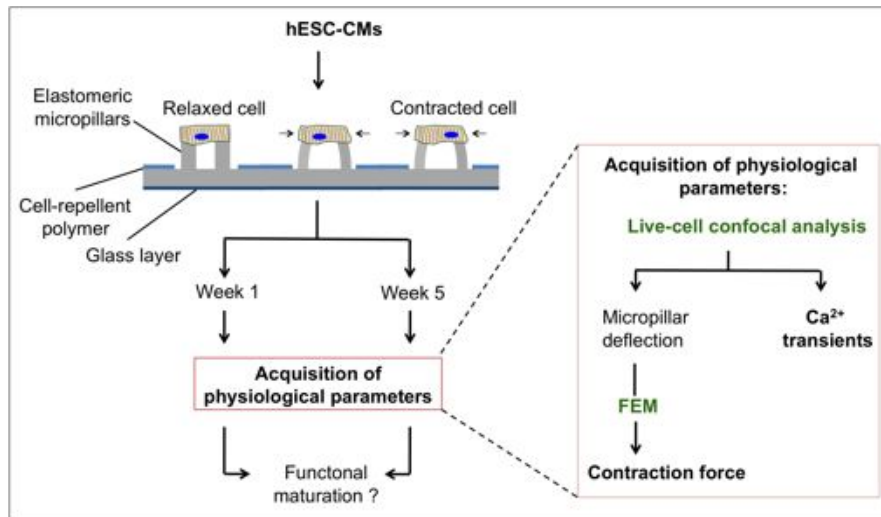 hESC-CMs
Elastomeric
micropillars
Relaxed cell
Contracted cell
Cell-repellent
polymer
Glass layer
Week 1
Week 5
Acquisition of
physiological parameters
Functonal
maturation ?
Acquisition of physiological
parameters:
Live-cell confocal analysis
Micropillar
deflection
Ca²⁺
transients
FEM
Contraction force